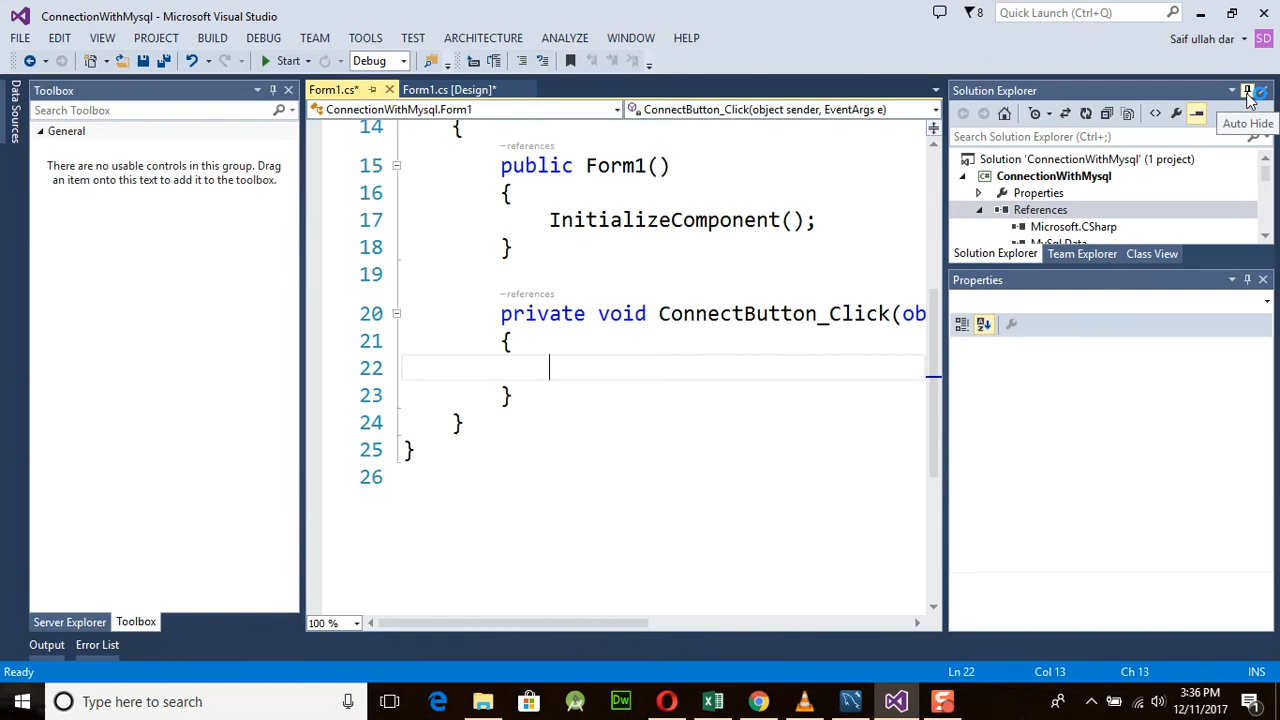 ConnectionWithMysql - Microsoft Visual Studio
8
Quick Launch (Ctrl+Q)
FILE EDIT VIEW PROJECT BUILD DEBUG TEAM TOOLS TEST ARCHITECTURE ANALYZE WINDOW HELP
Saif ullah dar
SD
Start
Debug
Data Sources
Toolbox
Search Toolbox
General
There are no usable controls in this group. Drag
an item onto this text to add it to the toolbox.
Server Explorer Toolbox
Form1.cs* Form1.cs [Design]*
ConnectionWithMysql.Form1
ConnectButton_Click(object sender, EventArgs e)
14 {
references
15 public Form1()
16 {
17 InitializeComponent();
18 }
19
references
20 private void ConnectButton_Click(ob
21 {
22
23 }
24 }
25 }
26
100 %
Solution Explorer
Auto Hide
Search Solution Explorer (Ctrl+;)
Solution 'ConnectionWithMysql' (1 project)
C#
ConnectionWithMysql
Properties
References
Microsoft.CSharp
MySql.Data
Solution Explorer Team Explorer Class View
Properties
Output Error List
Ready
Ln 22 Col 13 Ch 13 INS
Type here to search
Dw
3:36 PM
12/11/2017
1